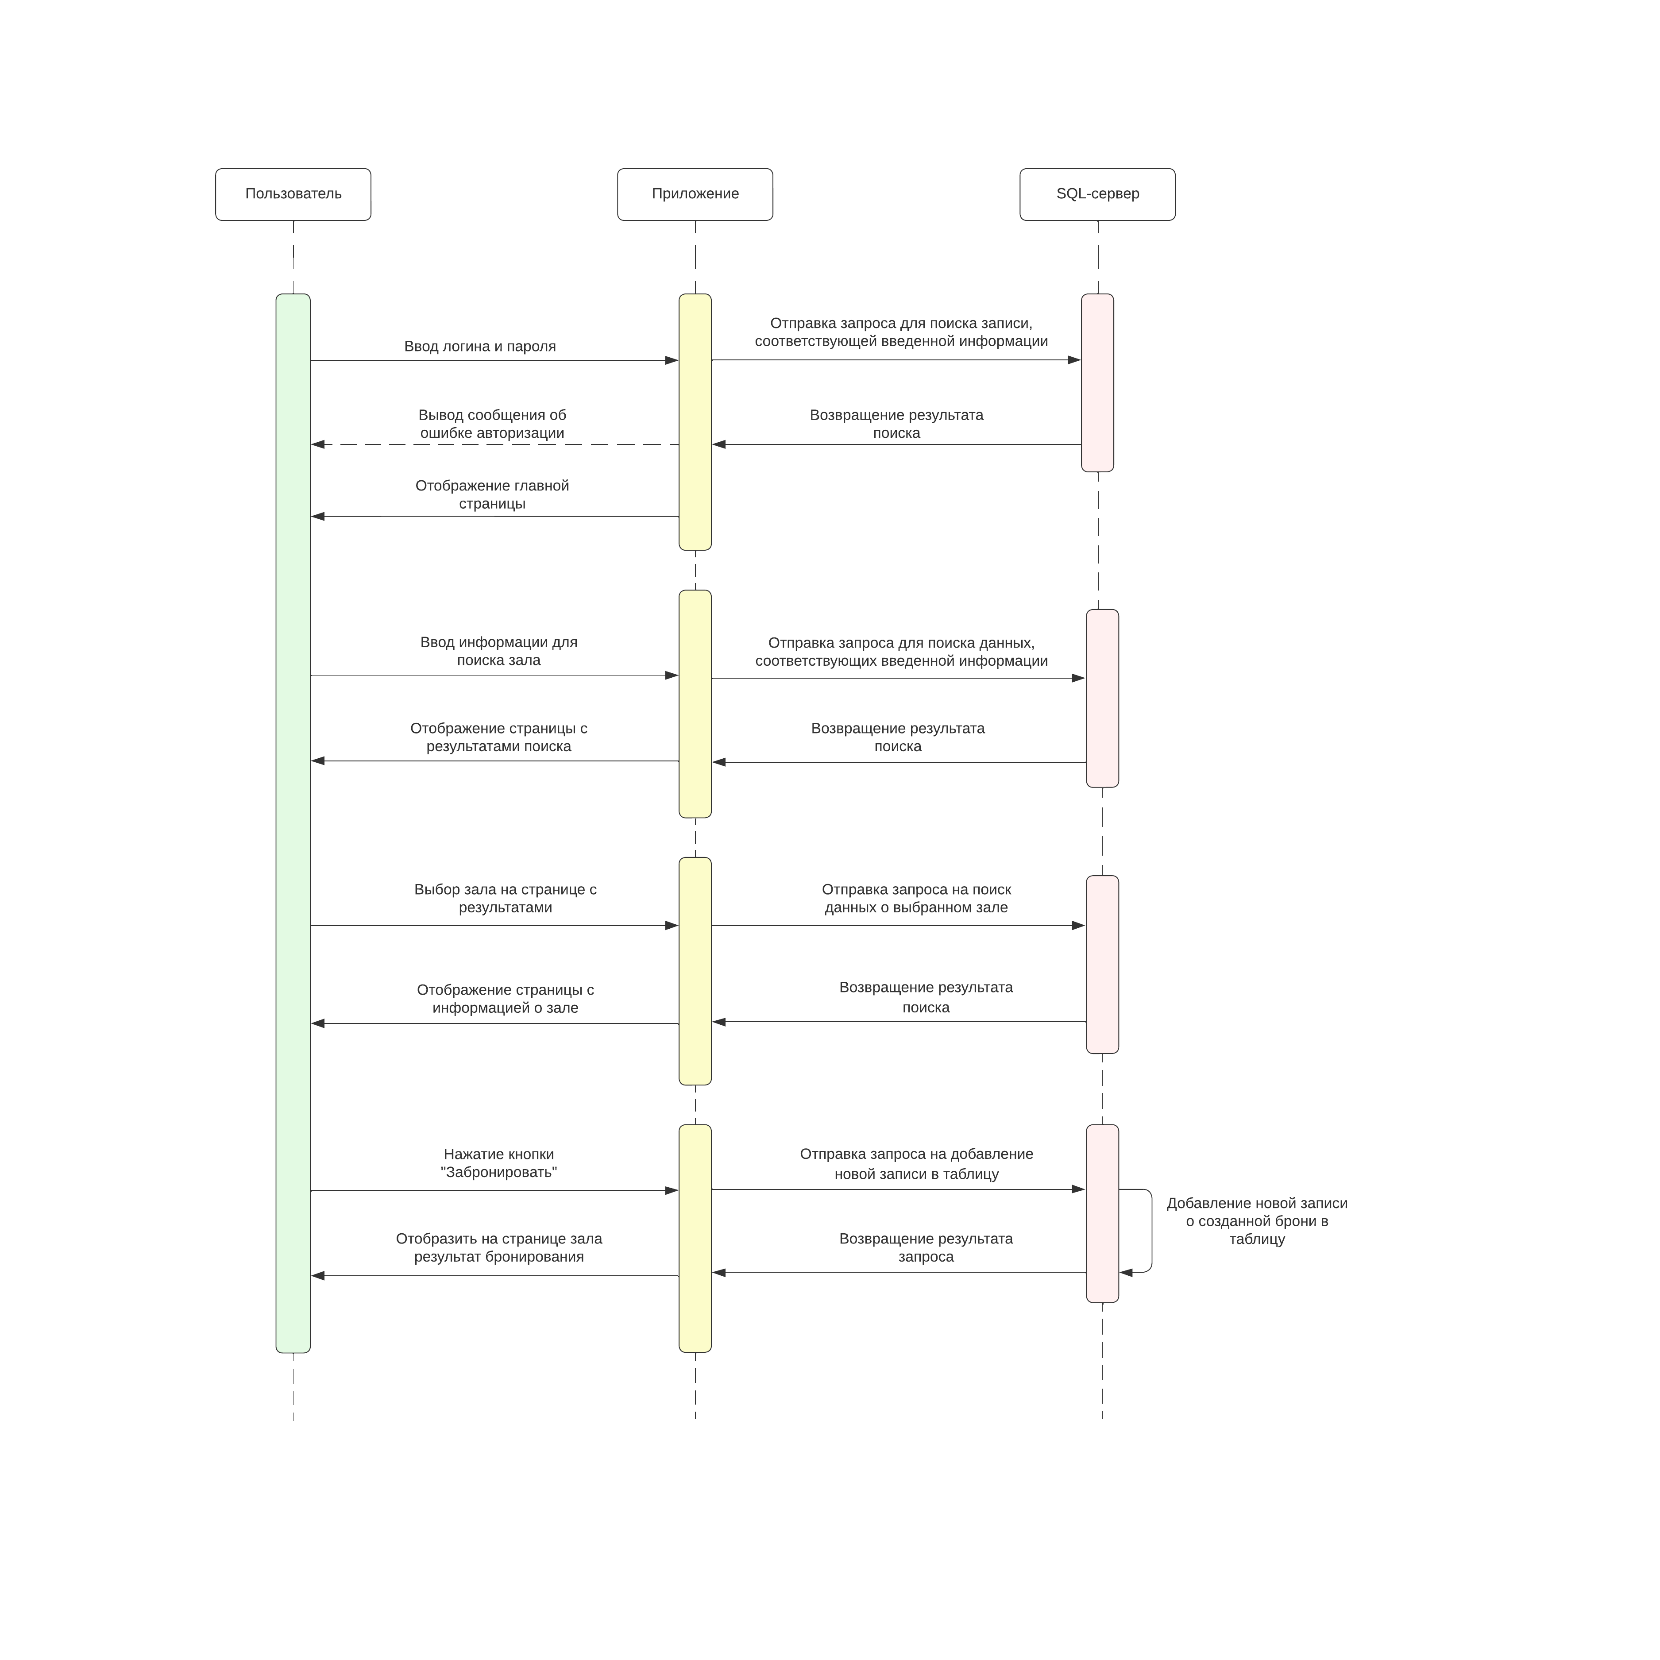 Пользователь
Приложение
SQL-сервер
Отправка запроса для поиска записи,
соответствующей введенной информации
Ввод логина и пароля
Вывод сообщения об
ошибке авторизации
Возвращение результата
поиска
Отображение главной
страницы
Ввод информации для
поиска зала
Отправка запроса для поиска данных,
соответствующих введенной информации
Отображение страницы с
результатами поиска
Возвращение результата
поиска
Выбор зала на странице с
результатами
Отправка запроса на поиск
данных о выбранном зале
Отображение страницы с
информацией о зале
Возвращение результата
поиска
Нажатие кнопки
"Забронировать"
Отправка запроса на добавление
новой записи в таблицу
Добавление новой записи
о созданной брони в
таблицу
Отобразить на странице зала
результат бронирования
Возвращение результата
запроса